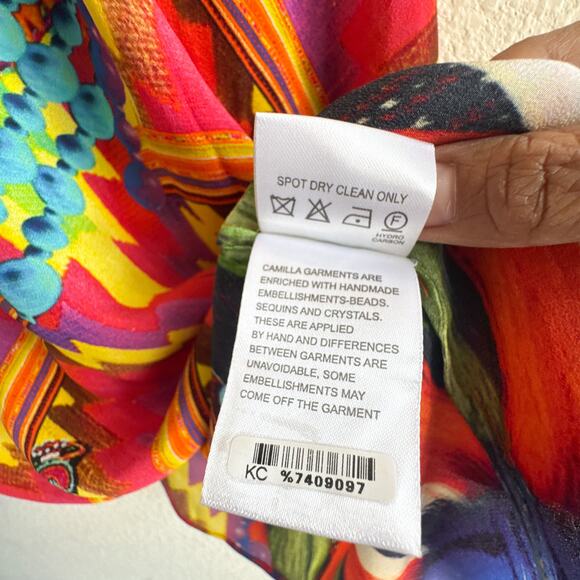 SPOT DRY CLEAN ONLY
F
HYDRO
CARBON
CAMILLA GARMENTS ARE
ENRICHED WITH HANDMADE
EMBELLISHMENTS-BEADS.
SEQUINS AND CRYSTALS.
THESE ARE APPLIED
BY HAND AND DIFFERENCES
BETWEEN GARMENTS ARE
UNAVOIDABLE, SOME
EMBELLISHMENTS MAY
COME OFF THE GARMENT
KC %7409097